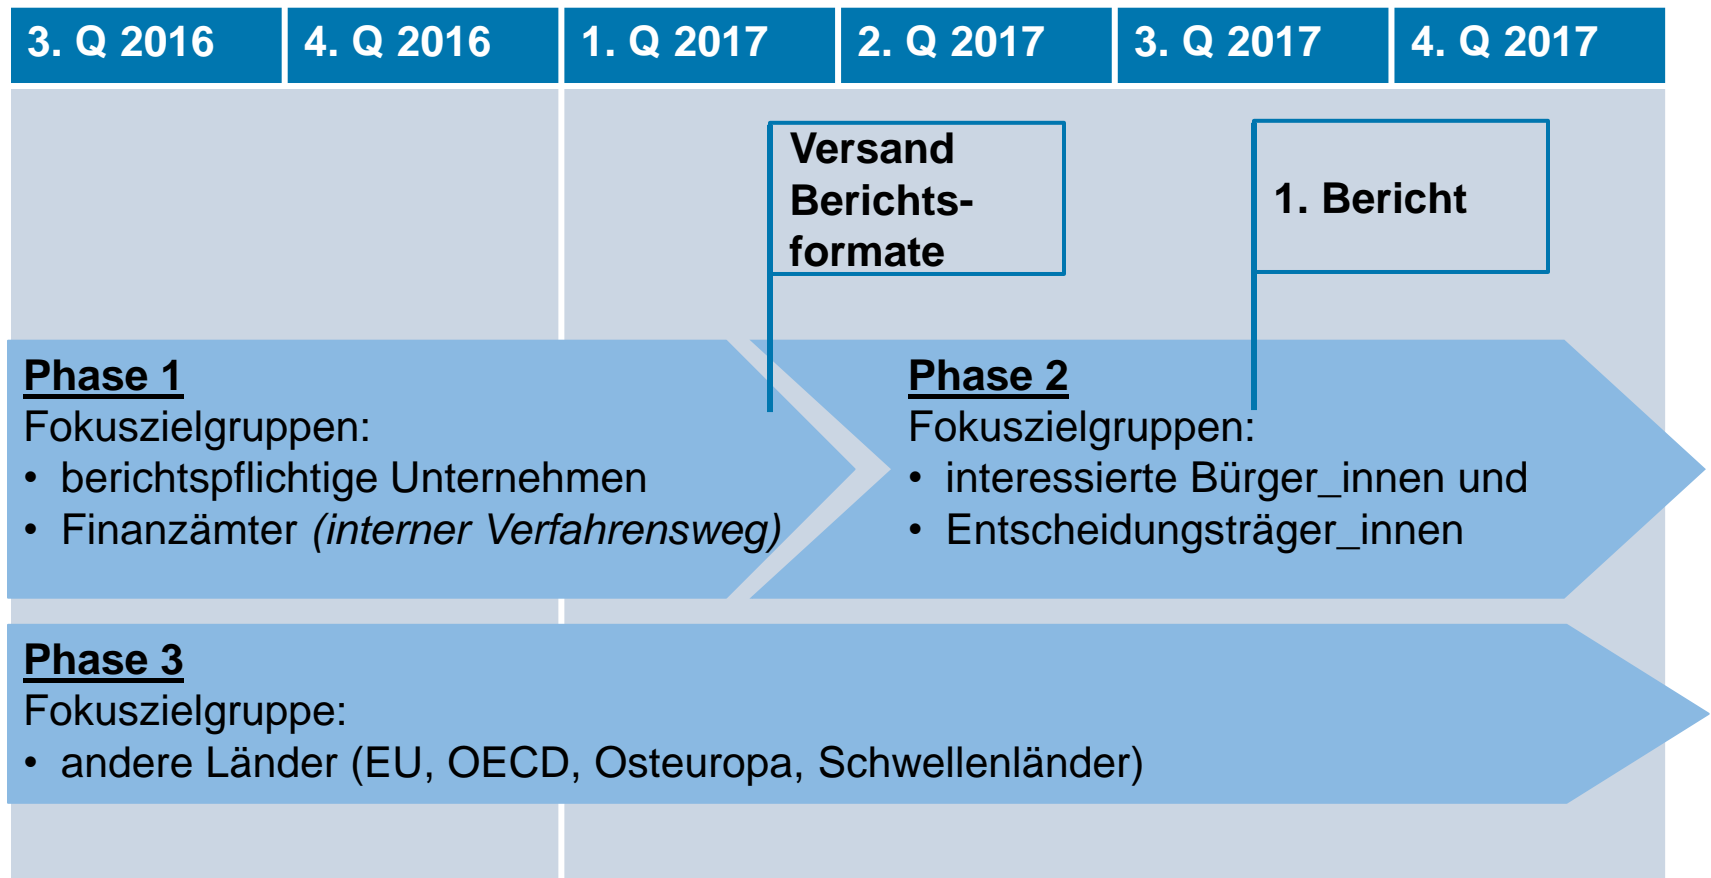 3. Q 2016
4. Q 2016
1. Q 2017
2. Q 2017
3. Q 2017
4. Q 2017
Versand
Berichts-
formate
1. Bericht
Phase 1
Fokuszielgruppen:
• berichtspflichtige Unternehmen
• Finanzämter (interner Verfahrensweg)
Phase 2
Fokuszielgruppen:
• interessierte Bürger_innen und
• Entscheidungsträger_innen
Phase 3
Fokuszielgruppe:
• andere Länder (EU, OECD, Osteuropa, Schwellenländer)